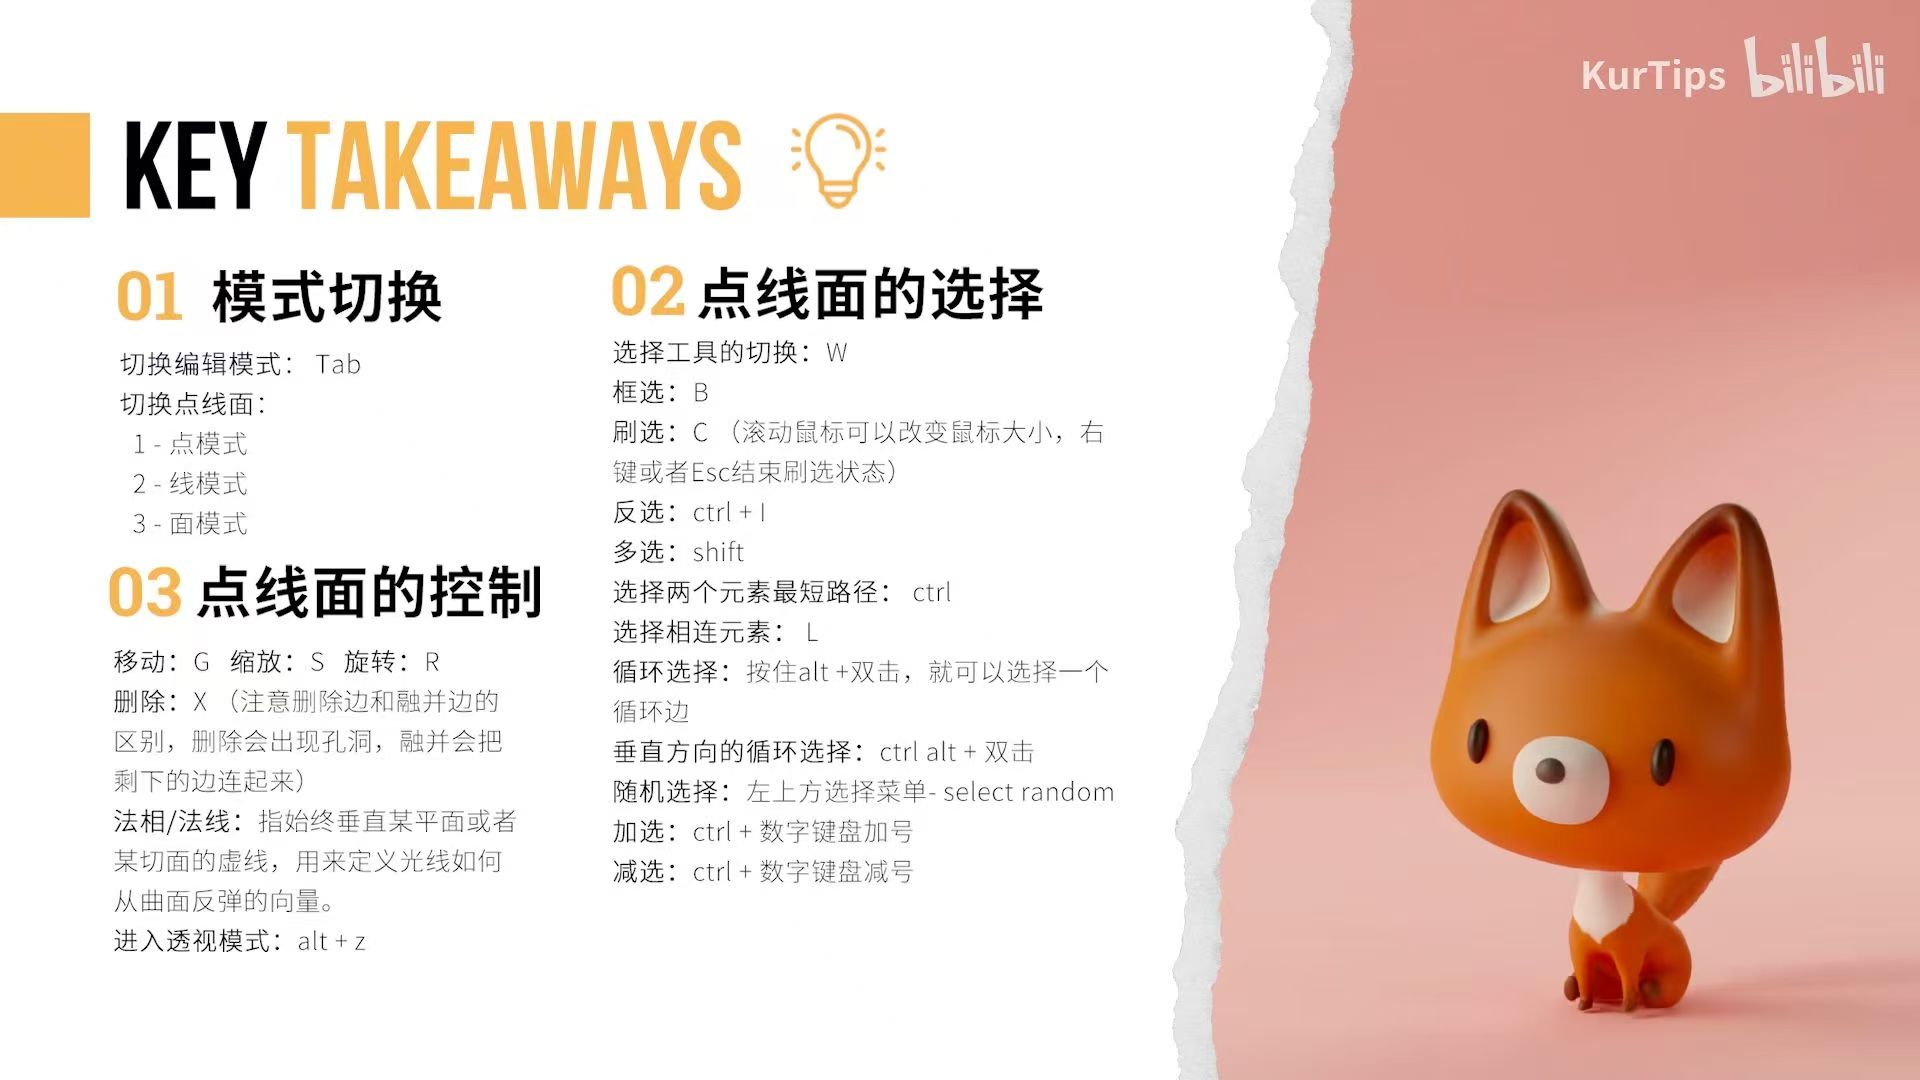 KurTips bilibili
KEY TAKEAWAYS
01 模式切换
切换编辑模式： Tab
切换点线面：
1 - 点模式
2 - 线模式
3 - 面模式
02 点线面的选择
选择工具的切换：W
框选：B
刷选：C （滚动鼠标可以改变鼠标大小，右
键或者Esc结束刷选状态）
反选：ctrl + I
多选：shift
选择两个元素最短路径： ctrl
选择相连元素： L
循环选择：按住alt +双击，就可以选择一个
循环边
垂直方向的循环选择：ctrl alt + 双击
随机选择：左上方选择菜单- select random
加选：ctrl + 数字键盘加号
减选：ctrl + 数字键盘减号
03 点线面的控制
移动：G 缩放：S 旋转：R
删除：X （注意删除边和融并边的
区别，删除会出现孔洞，融并会把
剩下的边连起来）
法相/法线：指始终垂直某平面或者
某切面的虚线，用来定义光线如何
从曲面反弹的向量。
进入透视模式：alt + z